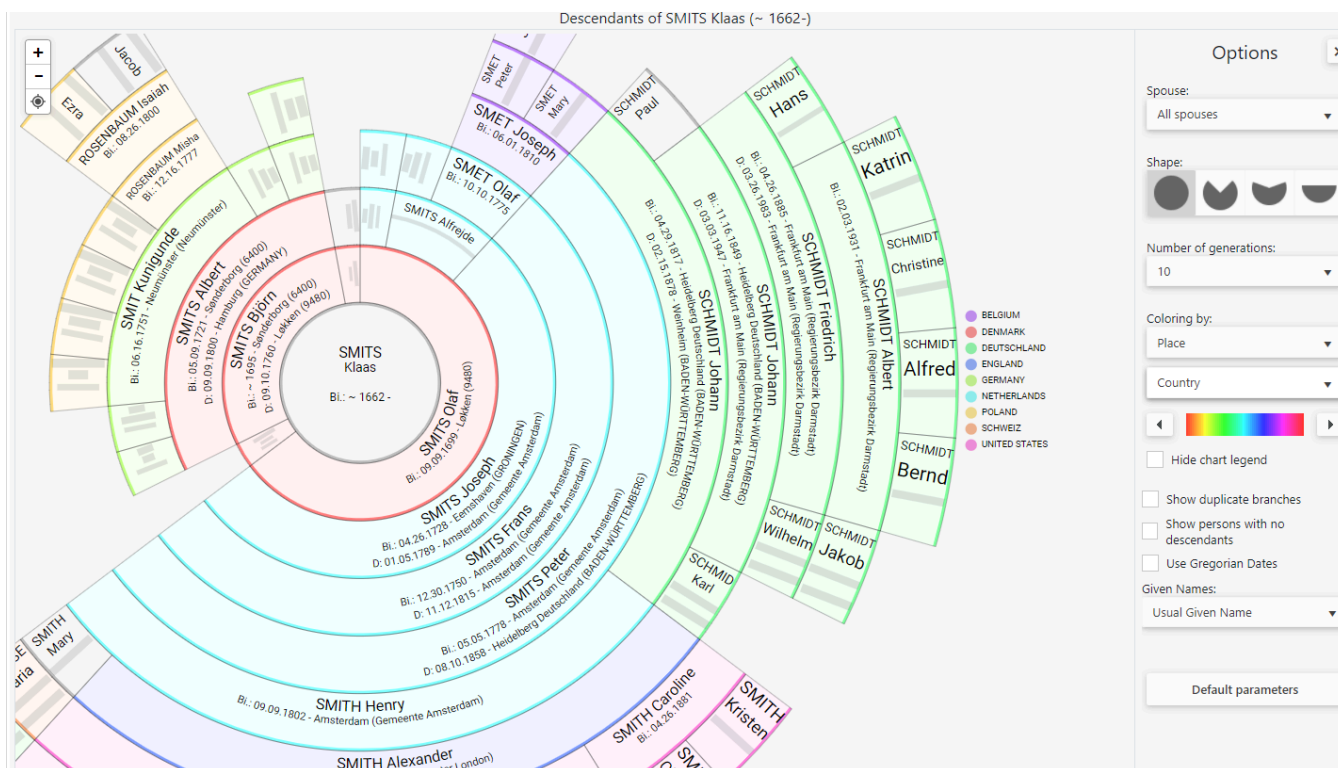 Descendants of SMITS Klaas (~ 1662-)
+
−
Jacob
Ezra
ROSENBAUM Isaiah
Bi.: 08.26.1800
ROSENBAUM Misha
Bi.: 12.16.1777
SMIT Kunigunde
Bi.: 06.16.1751 - Neumünster (Neumünster)
SMITS Albert
Bi.: 05.09.1721 - Sønderborg (6400)
D: 09.09.1800 - Hamburg (GERMANY)
SMITS Björn
Bi.: ~ 1695 - Sønderborg (6400)
D: 09.10.1760 - Løkken (9480)
SMITS
Klaas
Bi.: ~ 1662 -
SMITS Olaf
Bi.: 09.09.1699 - Løkken (9480)
SMITS Alfrejde
SMET Olaf
Bi.: 10.10.1775
SMET Joseph
Bi.: 06.01.1810
SMET
Peter
SMET
Mary
SMITS Joseph
Bi.: 04.26.1728 - Eemshaven (GRONINGEN)
D: 01.05.1789 - Amsterdam (Gemeente Amsterdam)
SMITS Frans
Bi.: 12.30.1750 - Amsterdam (Gemeente Amsterdam)
D: 11.12.1815 - Amsterdam (Gemeente Amsterdam)
SMITS Peter
Bi.: 05.05.1778 - Amsterdam (Gemeente Amsterdam)
D: 08.10.1858 - Heidelberg Deutschland (BADEN-WÜRTTEMBERG)
SCHMIDT
Paul
SCHMIDT Johann
Bi.: 04.29.1817 - Heidelberg Deutschland (BADEN-WÜRTTEMBERG)
D: 02.15.1878 - Weinheim (BADEN-WÜRTTEMBERG)
SCHMIDT Johann
Bi.: 11.16.1849 - Heidelberg Deutschland (BADEN-WÜRTTEMBERG)
D: 03.03.1947 - Frankfurt am Main (Regierungsbezirk Darmstadt)
SCHMIDT
Hans
SCHMIDT Friedrich
Bi.: 04.26.1885 - Frankfurt am Main (Regierungsbezirk Darmstadt)
D: 03.26.1983 - Frankfurt am Main (Regierungsbezirk Darmstadt)
SCHMIDT Albert
Bi.: 02.03.1931 - Frankfurt am Main (Regierungsbezirk Darmstadt)
SCHMIDT
Katrin
SCHMIDT
Christine
SCHMIDT
Alfred
SCHMIDT
Bernd
SCHMIDT
Jakob
SCHMIDT
Wilhelm
SCHMID
Karl
SMITH
Mary
aria
SMITH Henry
Bi.: 09.09.1802 - Amsterdam (Gemeente Amsterdam)
SMITH Alexander
SMITH Caroline
Bi.: 04.26.1881
SMITH
Kristen
BELGIUM
DENMARK
DEUTSCHLAND
ENGLAND
GERMANY
NETHERLANDS
POLAND
SCHWEIZ
UNITED STATES
Options
Spouse:
All spouses
Shape:
Number of generations:
10
Coloring by:
Place
Country
Hide chart legend
Show duplicate branches
Show persons with no
descendants
Use Gregorian Dates
Given Names:
Usual Given Name
Default parameters